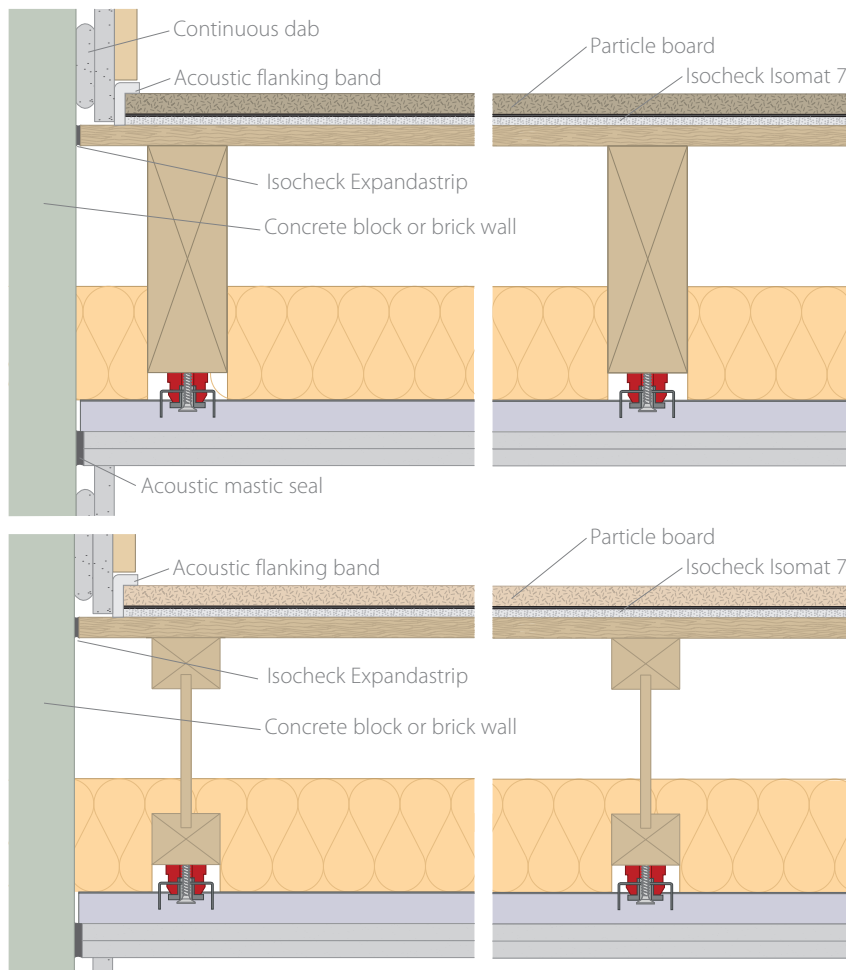 Continuous dab
Particle board
Acoustic flanking band
Isocheck Isomat 7
Isocheck Expandastrip
Concrete block or brick wall
Acoustic mastic seal
Particle board
Acoustic flanking band
Isocheck Isomat 7
Isocheck Expandastrip
Concrete block or brick wall